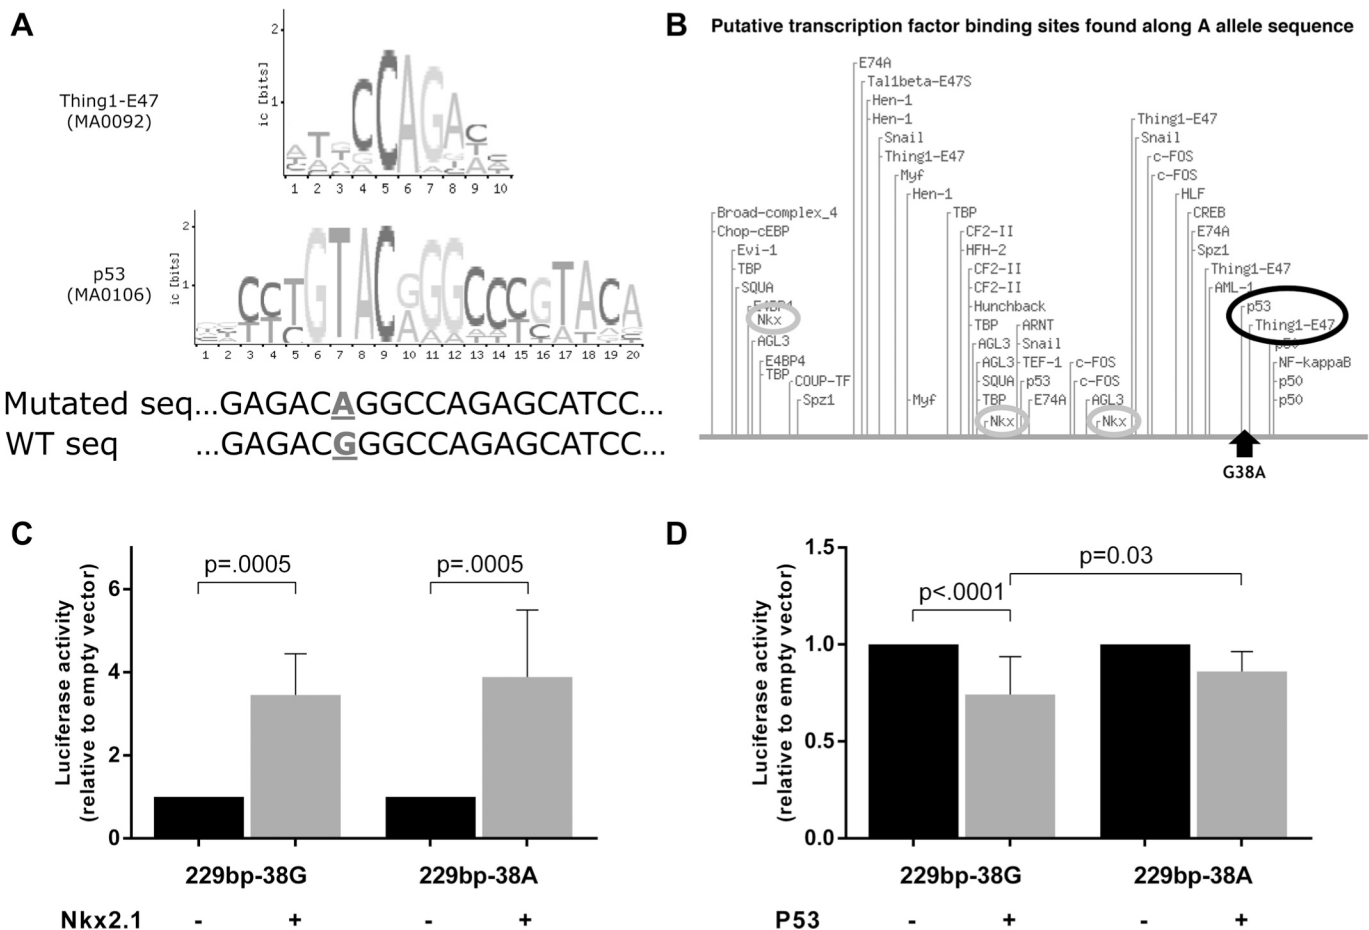 A
ic [bits]
2
1
Thing1-E47
(MA0092)
1 2 3 4 5 6 7 8 9 10
ic [bits]
2
1
p53
(MA0106)
1 2 3 4 5 6 7 8 9 10 11 12 13 14 15 16 17 18 19 20
Mutated seq...GAGACAGGCCAGAGCATCC...
WT seq ...GAGACGGGCCAGAGCATCC...
B
Putative transcription factor binding sites found along A allele sequence
E74A
Tal1beta-E47S
Hen-1
Hen-1 Thing1-E47
Snail Snail
Thing1-E47 c-FOS
Myf c-FOS
Hen-1 HLF
Broad-complex_4 TBP CREB
Chop-cEBP CF2-II E74A
Evi-1 HFH-2 Spz1
TBP CF2-II Thing1-E47
SQUA CF2-II AML-1
E4BP4 Hunchback p53
Nkx TBP ARNT Thing1-E47
AGL3 AGL3 Snail p50
E4BP4 AGL3 TEF-1 c-FOS NF-kappaB
TBP COUP-TF SQUA p53 c-FOS p50
Spz1 Myf TBP E74A AGL3 p50
Nkx Nkx
G38A
C
Luciferase activity
(relative to empty vector)
6
4
2
0
p=.0005 p=.0005
229bp-38G 229bp-38A
Nkx2.1 - + - +
D
Luciferase activity
(relative to empty vector)
1.5
1.0
0.5
0.0
p=0.03
p<.0001
229bp-38G 229bp-38A
P53 - + - +